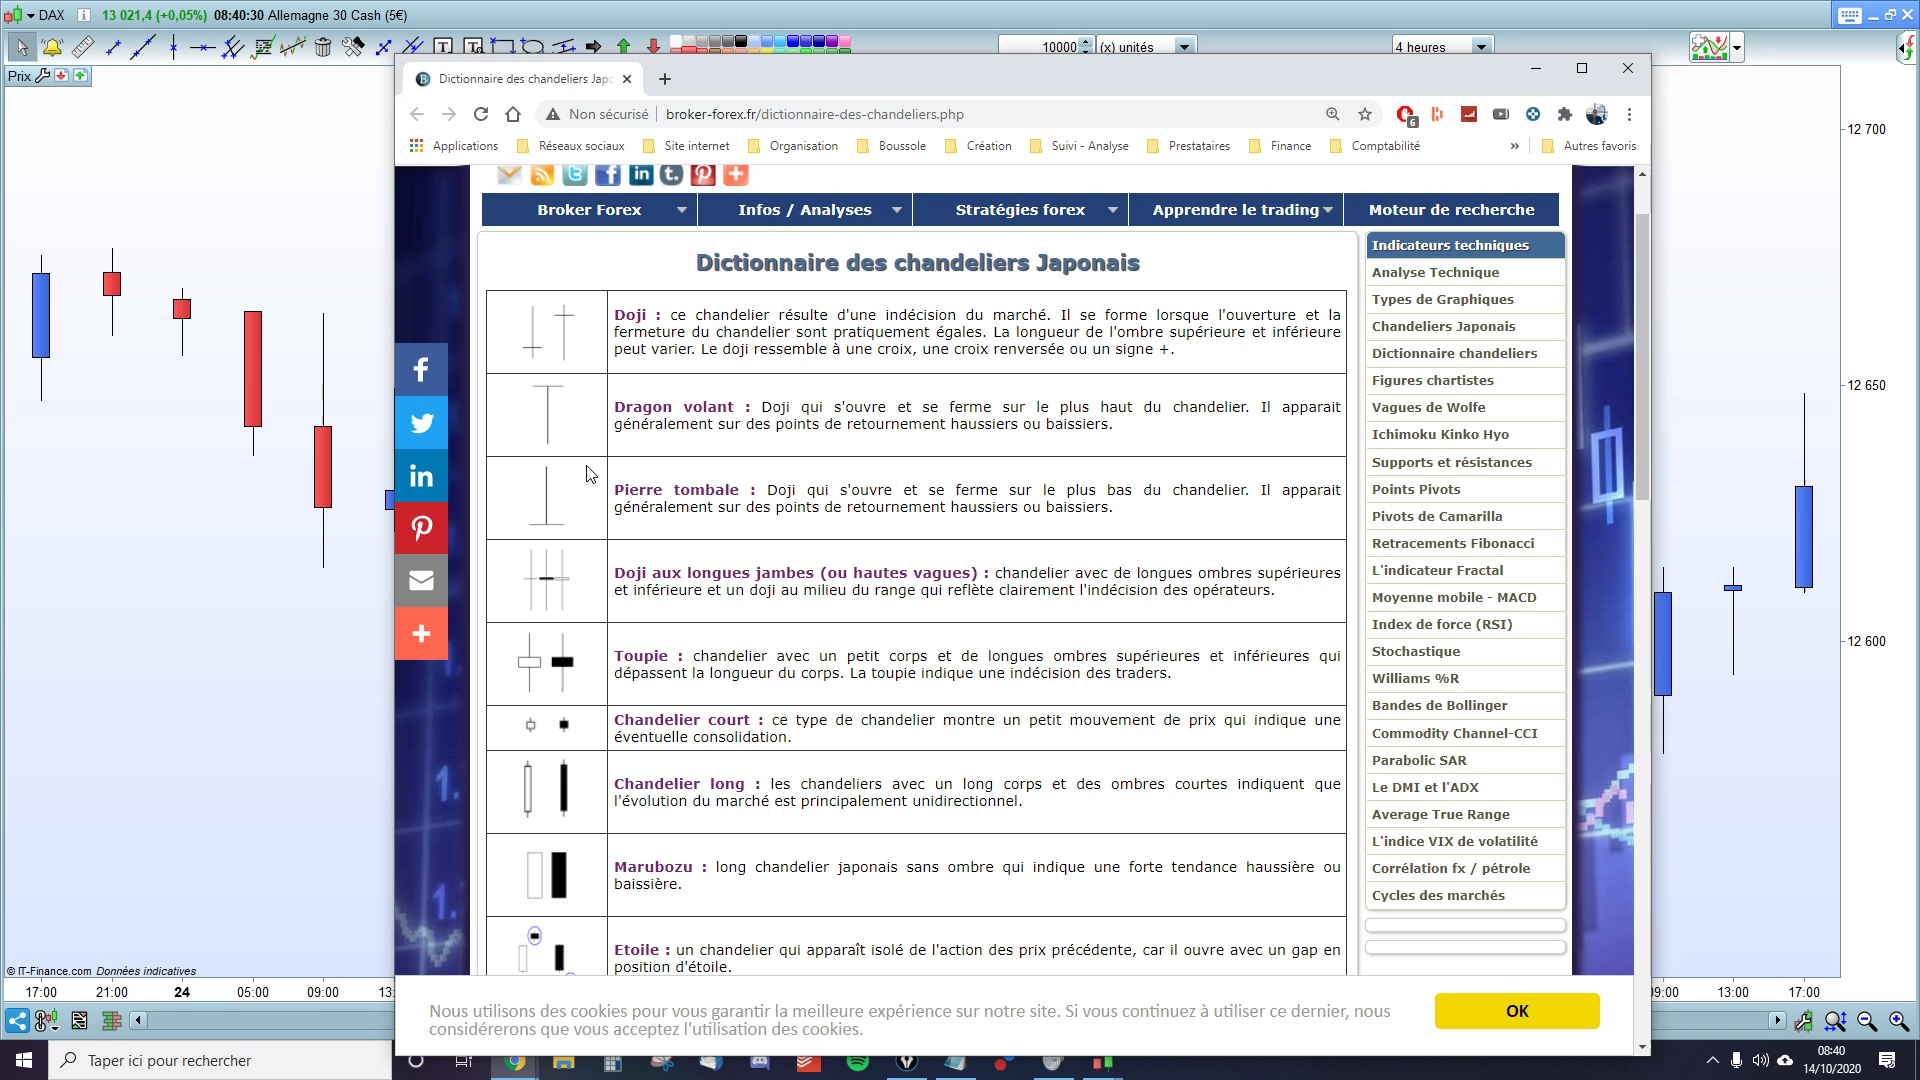 DAX 13 021,4 (+0,05%) 08:40:30 Allemagne 30 Cash (5€)
10000 (x) unités 4 heures
Prix
Dictionnaire des chandeliers Japo
Non sécurisé broker-forex.fr/dictionnaire-des-chandeliers.php
6
Applications Réseaux sociaux Site internet Organisation Boussole Création Suivi - Analyse Prestataires Finance Comptabilité » Autres favoris
Broker Forex Infos / Analyses Stratégies forex Apprendre le trading Moteur de recherche
Dictionnaire des chandeliers Japonais
Doji : ce chandelier résulte d'une indécision du marché. Il se forme lorsque l'ouverture et la
fermeture du chandelier sont pratiquement égales. La longueur de l'ombre supérieure et inférieure
peut varier. Le doji ressemble à une croix, une croix renversée ou un signe +.
Dragon volant : Doji qui s'ouvre et se ferme sur le plus haut du chandelier. Il apparait
généralement sur des points de retournement haussiers ou baissiers.
Pierre tombale : Doji qui s'ouvre et se ferme sur le plus bas du chandelier. Il apparait
généralement sur des points de retournement haussiers ou baissiers.
Doji aux longues jambes (ou hautes vagues) : chandelier avec de longues ombres supérieures
et inférieure et un doji au milieu du range qui reflète clairement l'indécision des opérateurs.
Toupie : chandelier avec un petit corps et de longues ombres supérieures et inférieures qui
dépassent la longueur du corps. La toupie indique une indécision des traders.
Chandelier court : ce type de chandelier montre un petit mouvement de prix qui indique une
éventuelle consolidation.
Chandelier long : les chandeliers avec un long corps et des ombres courtes indiquent que
l'évolution du marché est principalement unidirectionnel.
Marubozu : long chandelier japonais sans ombre qui indique une forte tendance haussière ou
baissière.
Etoile : un chandelier qui apparaît isolé de l'action des prix précédente, car il ouvre avec un gap en
position d'étoile.
Indicateurs techniques
Analyse Technique
Types de Graphiques
Chandeliers Japonais
Dictionnaire chandeliers
Figures chartistes
Vagues de Wolfe
Ichimoku Kinko Hyo
Supports et résistances
Points Pivots
Pivots de Camarilla
Retracements Fibonacci
L'indicateur Fractal
Moyenne mobile - MACD
Index de force (RSI)
Stochastique
Williams %R
Bandes de Bollinger
Commodity Channel-CCI
Parabolic SAR
Le DMI et l'ADX
Average True Range
L'indice VIX de volatilité
Corrélation fx / pétrole
Cycles des marchés
12 700
12 650
12 600
Nous utilisons des cookies pour vous garantir la meilleure expérience sur notre site. Si vous continuez à utiliser ce dernier, nous
considérerons que vous acceptez l'utilisation des cookies.
OK
© IT-Finance.com Données indicatives
17:00 21:00 24 05:00 09:00 13: 09:00 13:00 17:00
Taper ici pour rechercher
08:40
14/10/2020